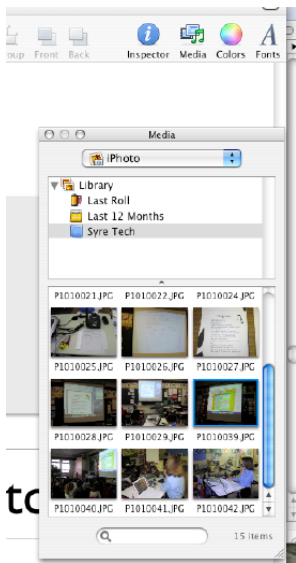 oup Front Back Inspector Media Colors Fonts
Media
iPhoto
Library
Last Roll
Last 12 Months
Syre Tech
P1010021.JPG P1010022.JPG P1010024.JPG
P1010025.JPG P1010026.JPG P1010027.JPG
P1010028.JPG P1010029.JPG P1010039.JPG
P1010040.JPG P1010041.JPG P1010042.JPG
15 items
tc